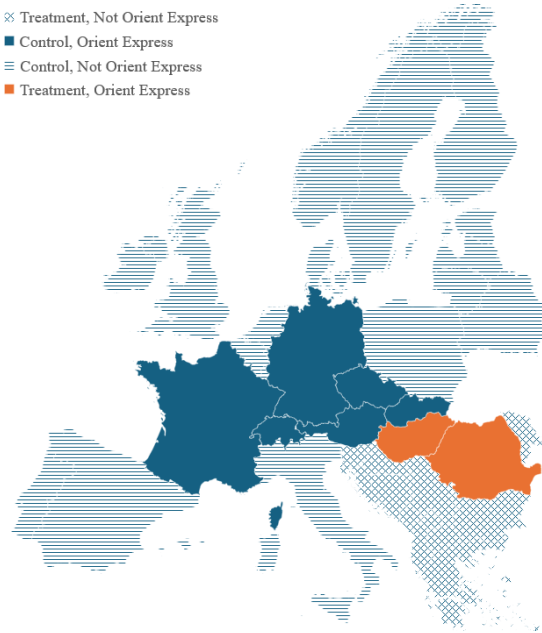 Treatment, Not Orient Express
Control, Orient Express
Control, Not Orient Express
Treatment, Orient Express